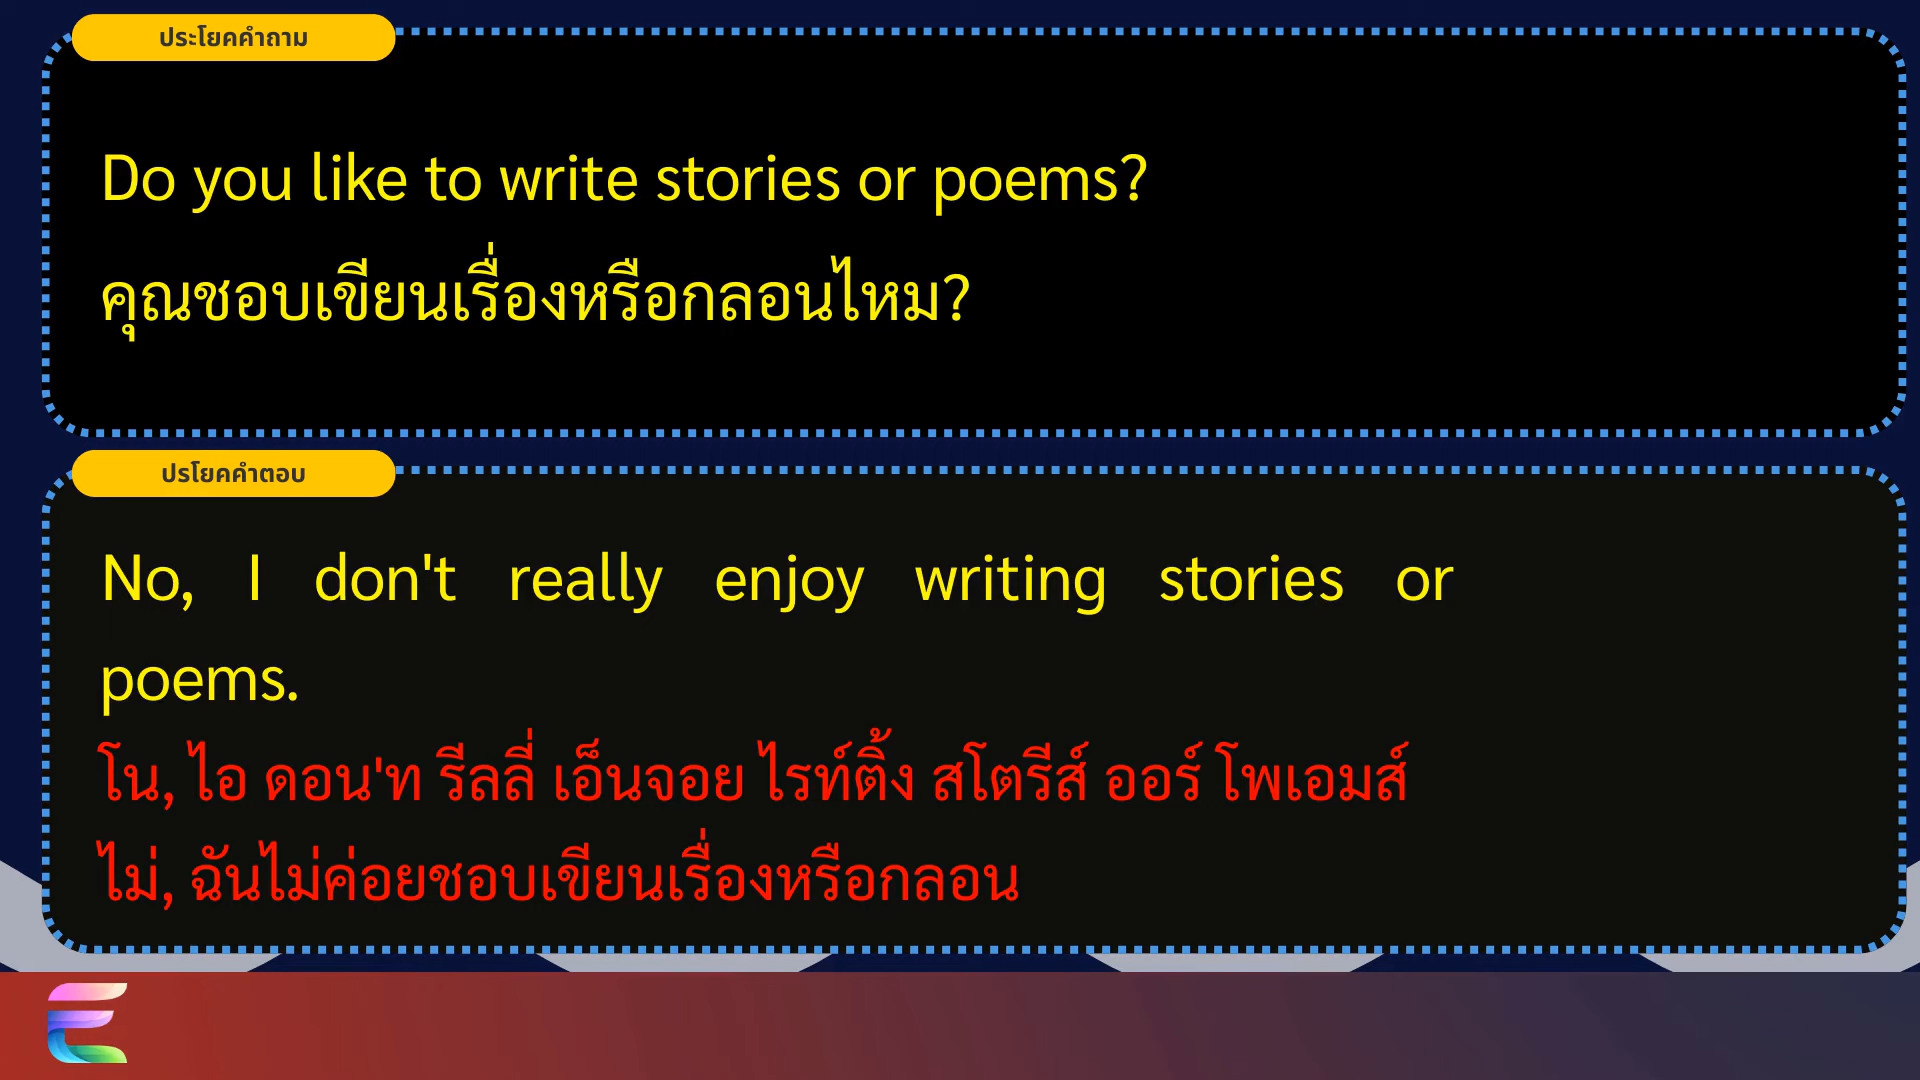 ประโยคคำถาม
Do you like to write stories or poems?
คุณชอบเขียนเรื่องหรือกลอนไหม?
ปรโยคคำตอบ
No, I don't really enjoy writing stories or
poems.
โน, ไอ ดอน'ท รีลลี่ เอ็นจอย ไรท์ติ้ง สโตรีส์ ออร์ โพเอมส์
ไม่, ฉันไม่ค่อยชอบเขียนเรื่องหรือกลอน